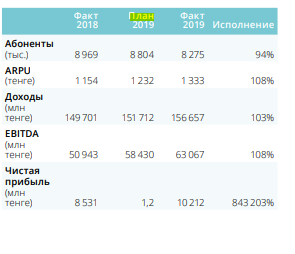 Факт 2018 План 2019 Факт 2019 Исполнение
Абоненты
(тыс.) 8 969 8 804 8 275 94%
ARPU
(тенге) 1 154 1 232 1 333 108%
Доходы
(млн
тенге) 149 701 151 712 156 657 103%
EBITDA
(млн
тенге) 50 943 58 430 63 067 108%
Чистая
прибыль
(млн
тенге) 8 531 1,2 10 212 843 203%